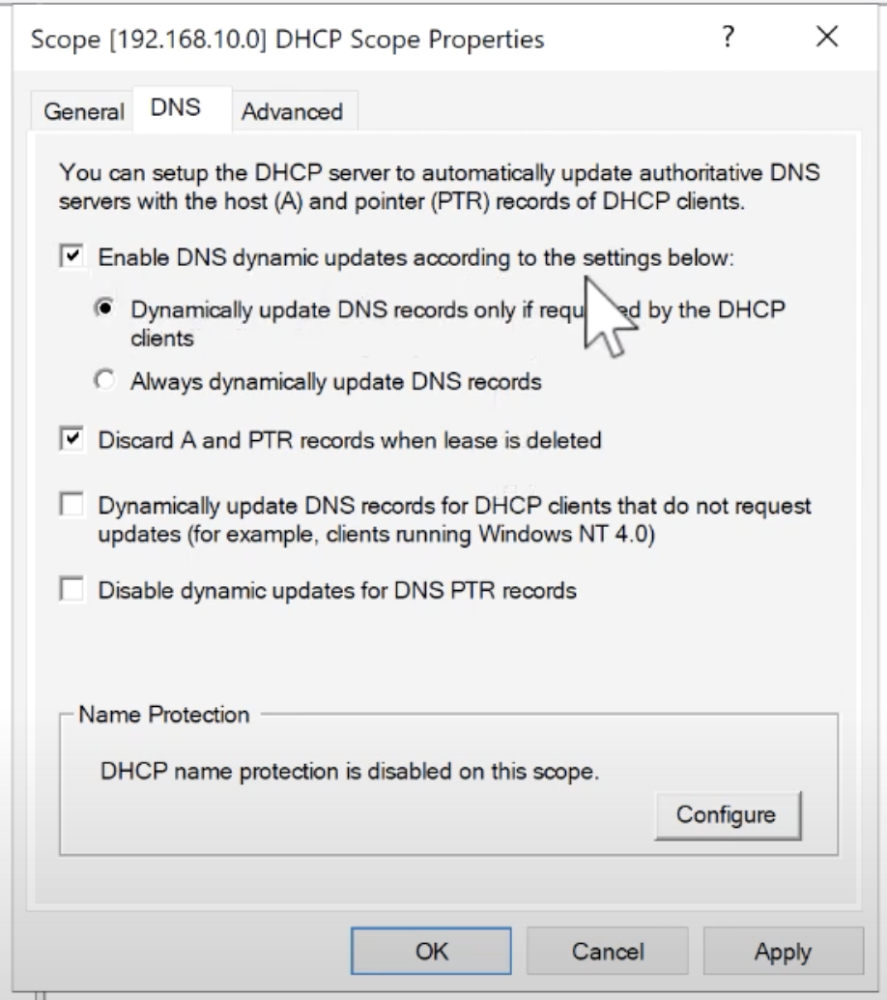 Scope [192.168.10.0] DHCP Scope Properties ?
General DNS Advanced
You can setup the DHCP server to automatically update authoritative DNS
servers with the host (A) and pointer (PTR) records of DHCP clients.
Enable DNS dynamic updates according to the settings below:
Dynamically update DNS records only if by the DHCP
clients
Always dynamically update DNS records
Discard A and PTR records when lease is deleted
Dynamically update DNS records for DHCP clients that do not request
updates (for example, clients running Windows NT 4.0)
Disable dynamic updates for DNS PTR records
Name Protection
DHCP name protection is disabled on this scope.
Configure
OK Cancel Apply